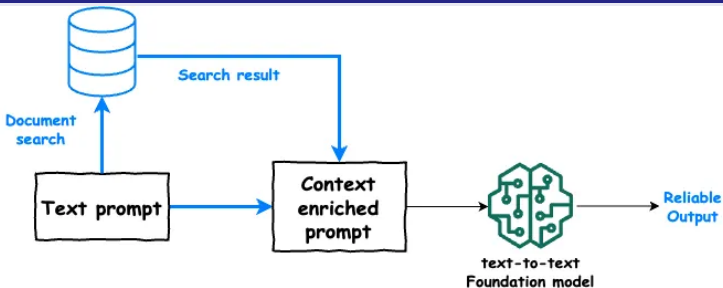 Search result
Document
search
Text prompt
Context
enriched
prompt
text-to-text
Foundation model
Reliable
Output